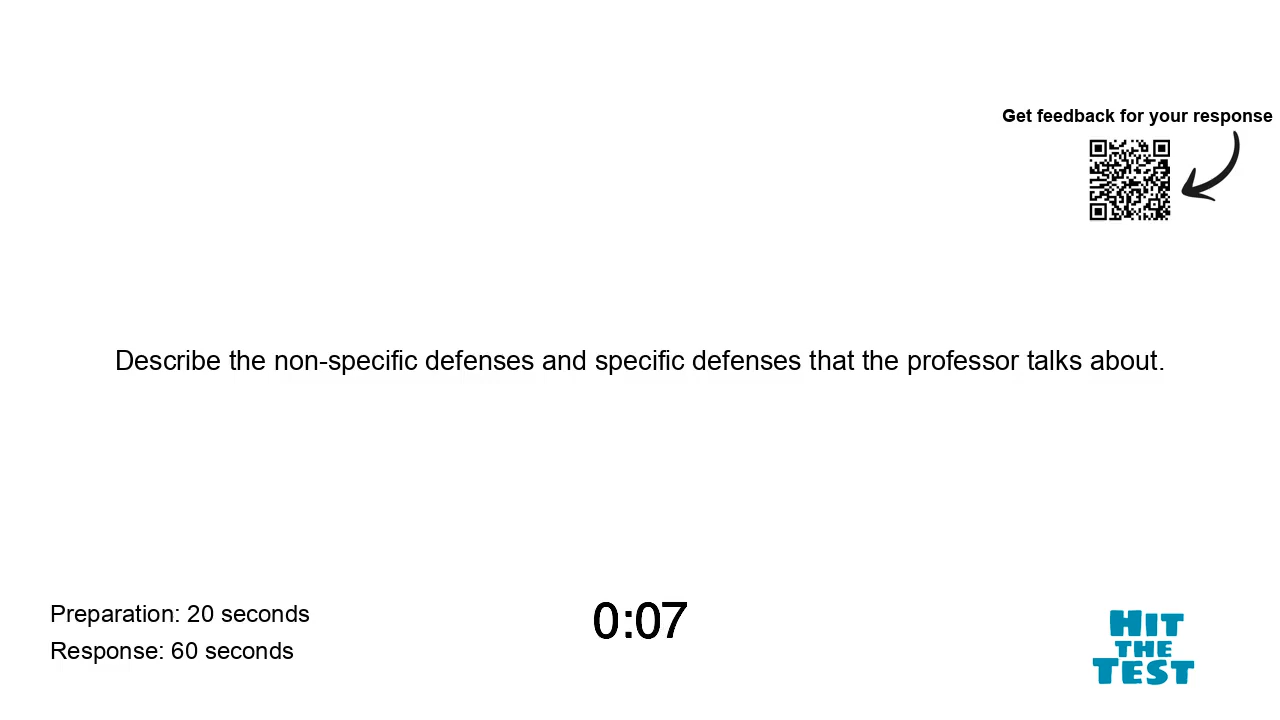 Get feedback for your response
Describe the non-specific defenses and specific defenses that the professor talks about.
Preparation: 20 seconds
Response: 60 seconds
0:07
HIT
THE
TEST